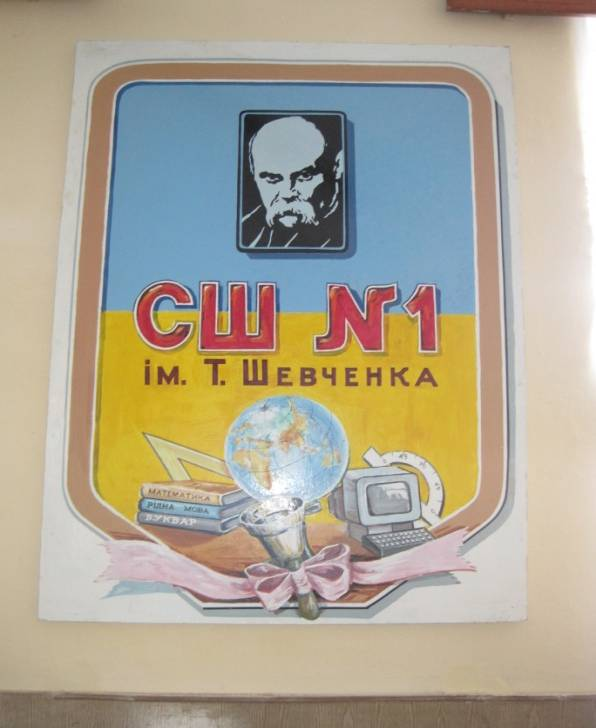 СШ №1
ім. Т. Шевченка
Математика
Рідна мова
Буквар